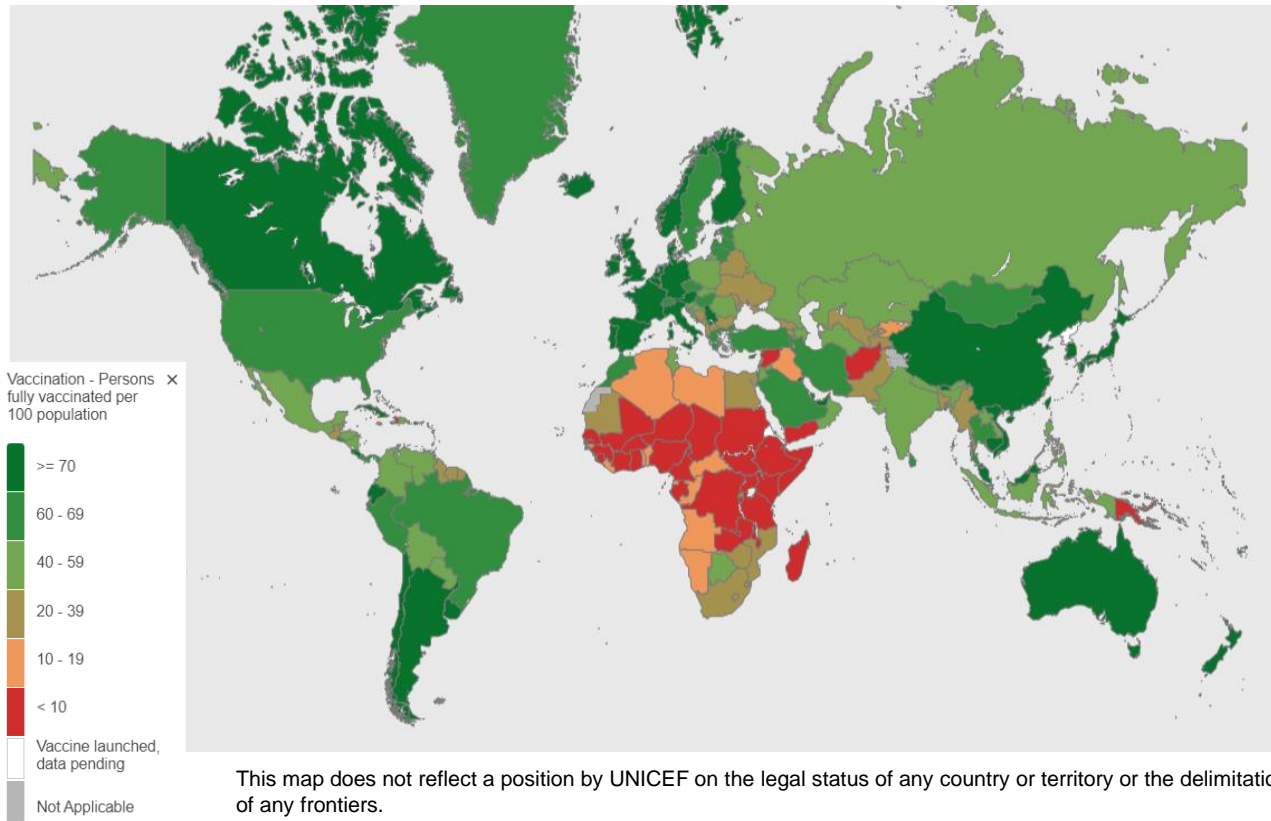 Vaccination - Persons ×
fully vaccinated per
100 population
>= 70
60 - 69
40 - 59
20 - 39
10 - 19
< 10
Vaccine launched,
data pending
Not Applicable
This map does not reflect a position by UNICEF on the legal status of any country or territory or the
of any frontiers.